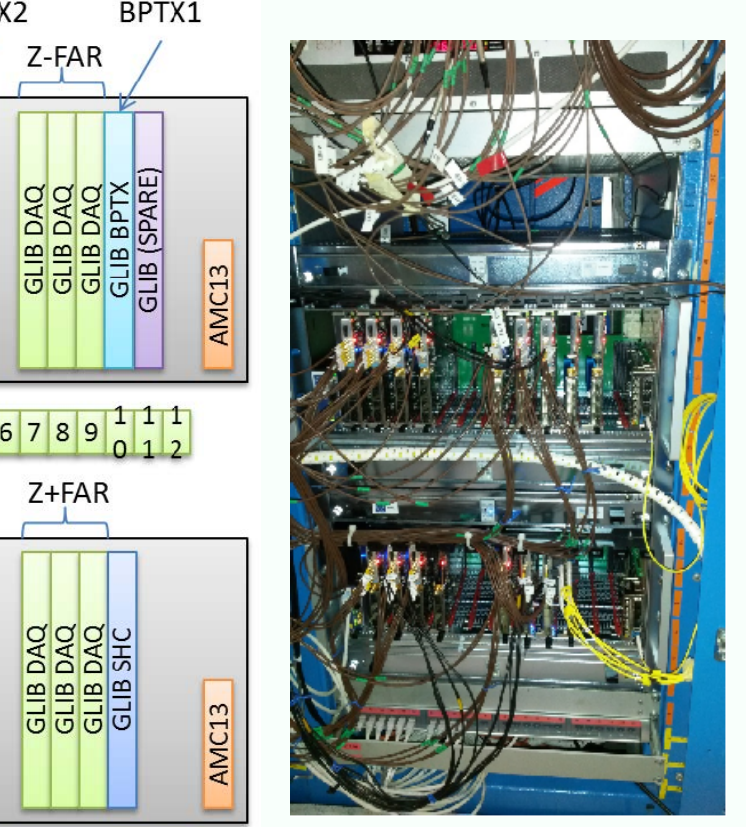 X2
BPTX1
Z-FAR
GLIB DAQ
GLIB DAQ
GLIB DAQ
GLIB BPTX
GLIB (SPARE)
AMC13
6 7 8 9 10 11 12
Z+FAR
GLIB DAQ
GLIB DAQ
GLIB DAQ
GLIB SHC
AMC13